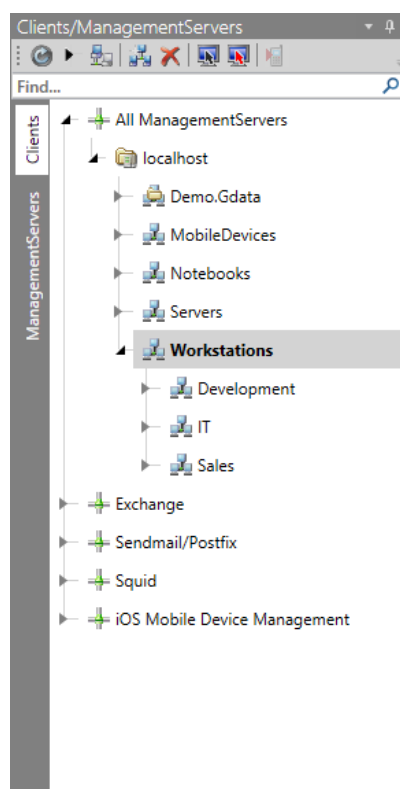 Clients/ManagementServers
Find...
Clients
ManagementServers
All ManagementServers
localhost
Demo.Gdata
MobileDevices
Notebooks
Servers
Workstations
Development
IT
Sales
Exchange
Sendmail/Postfix
Squid
iOS Mobile Device Management